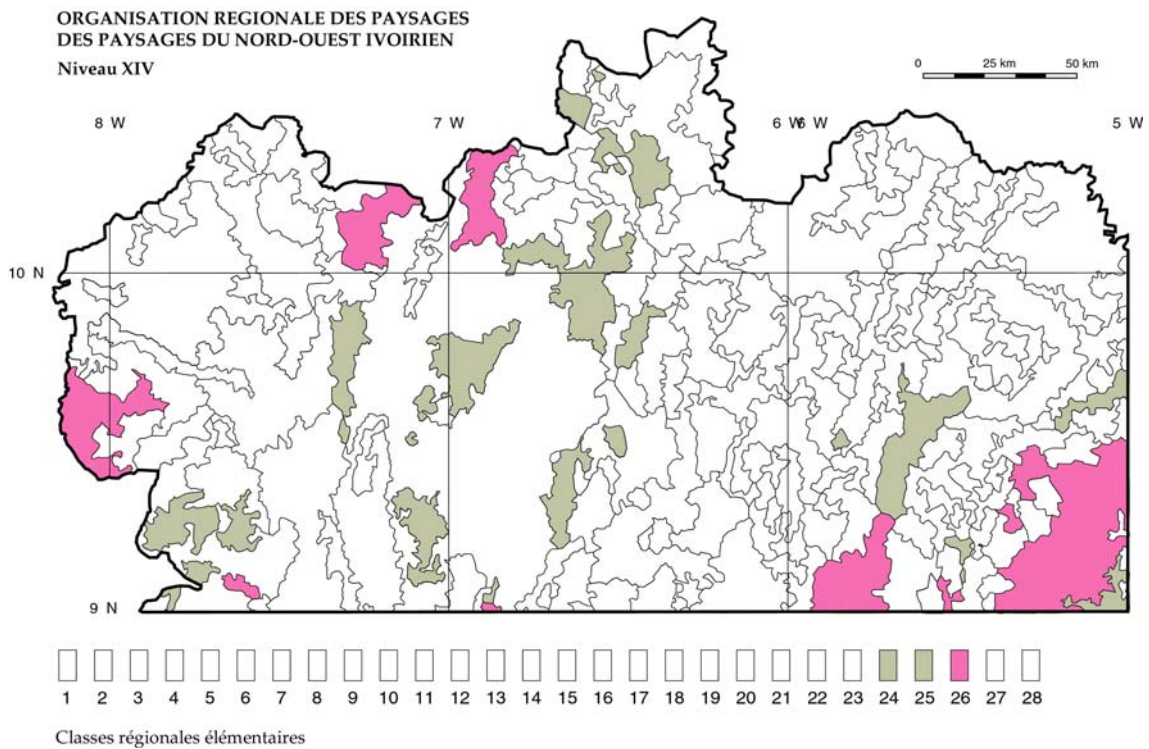 ORGANISATION REGIONALE DES PAYSAGES
DES PAYSAGES DU NORD-OUEST IVOIRIEN
Niveau XIV
0 25 km 50 km
8 W 7 W 6 W 6 W 5 W
10 N
9 N
1 2 3 4 5 6 7 8 9 10 11 12 13 14 15 16 17 18 19 20 21 22 23 24 25 26 27 28
Classes régionales élémentaires